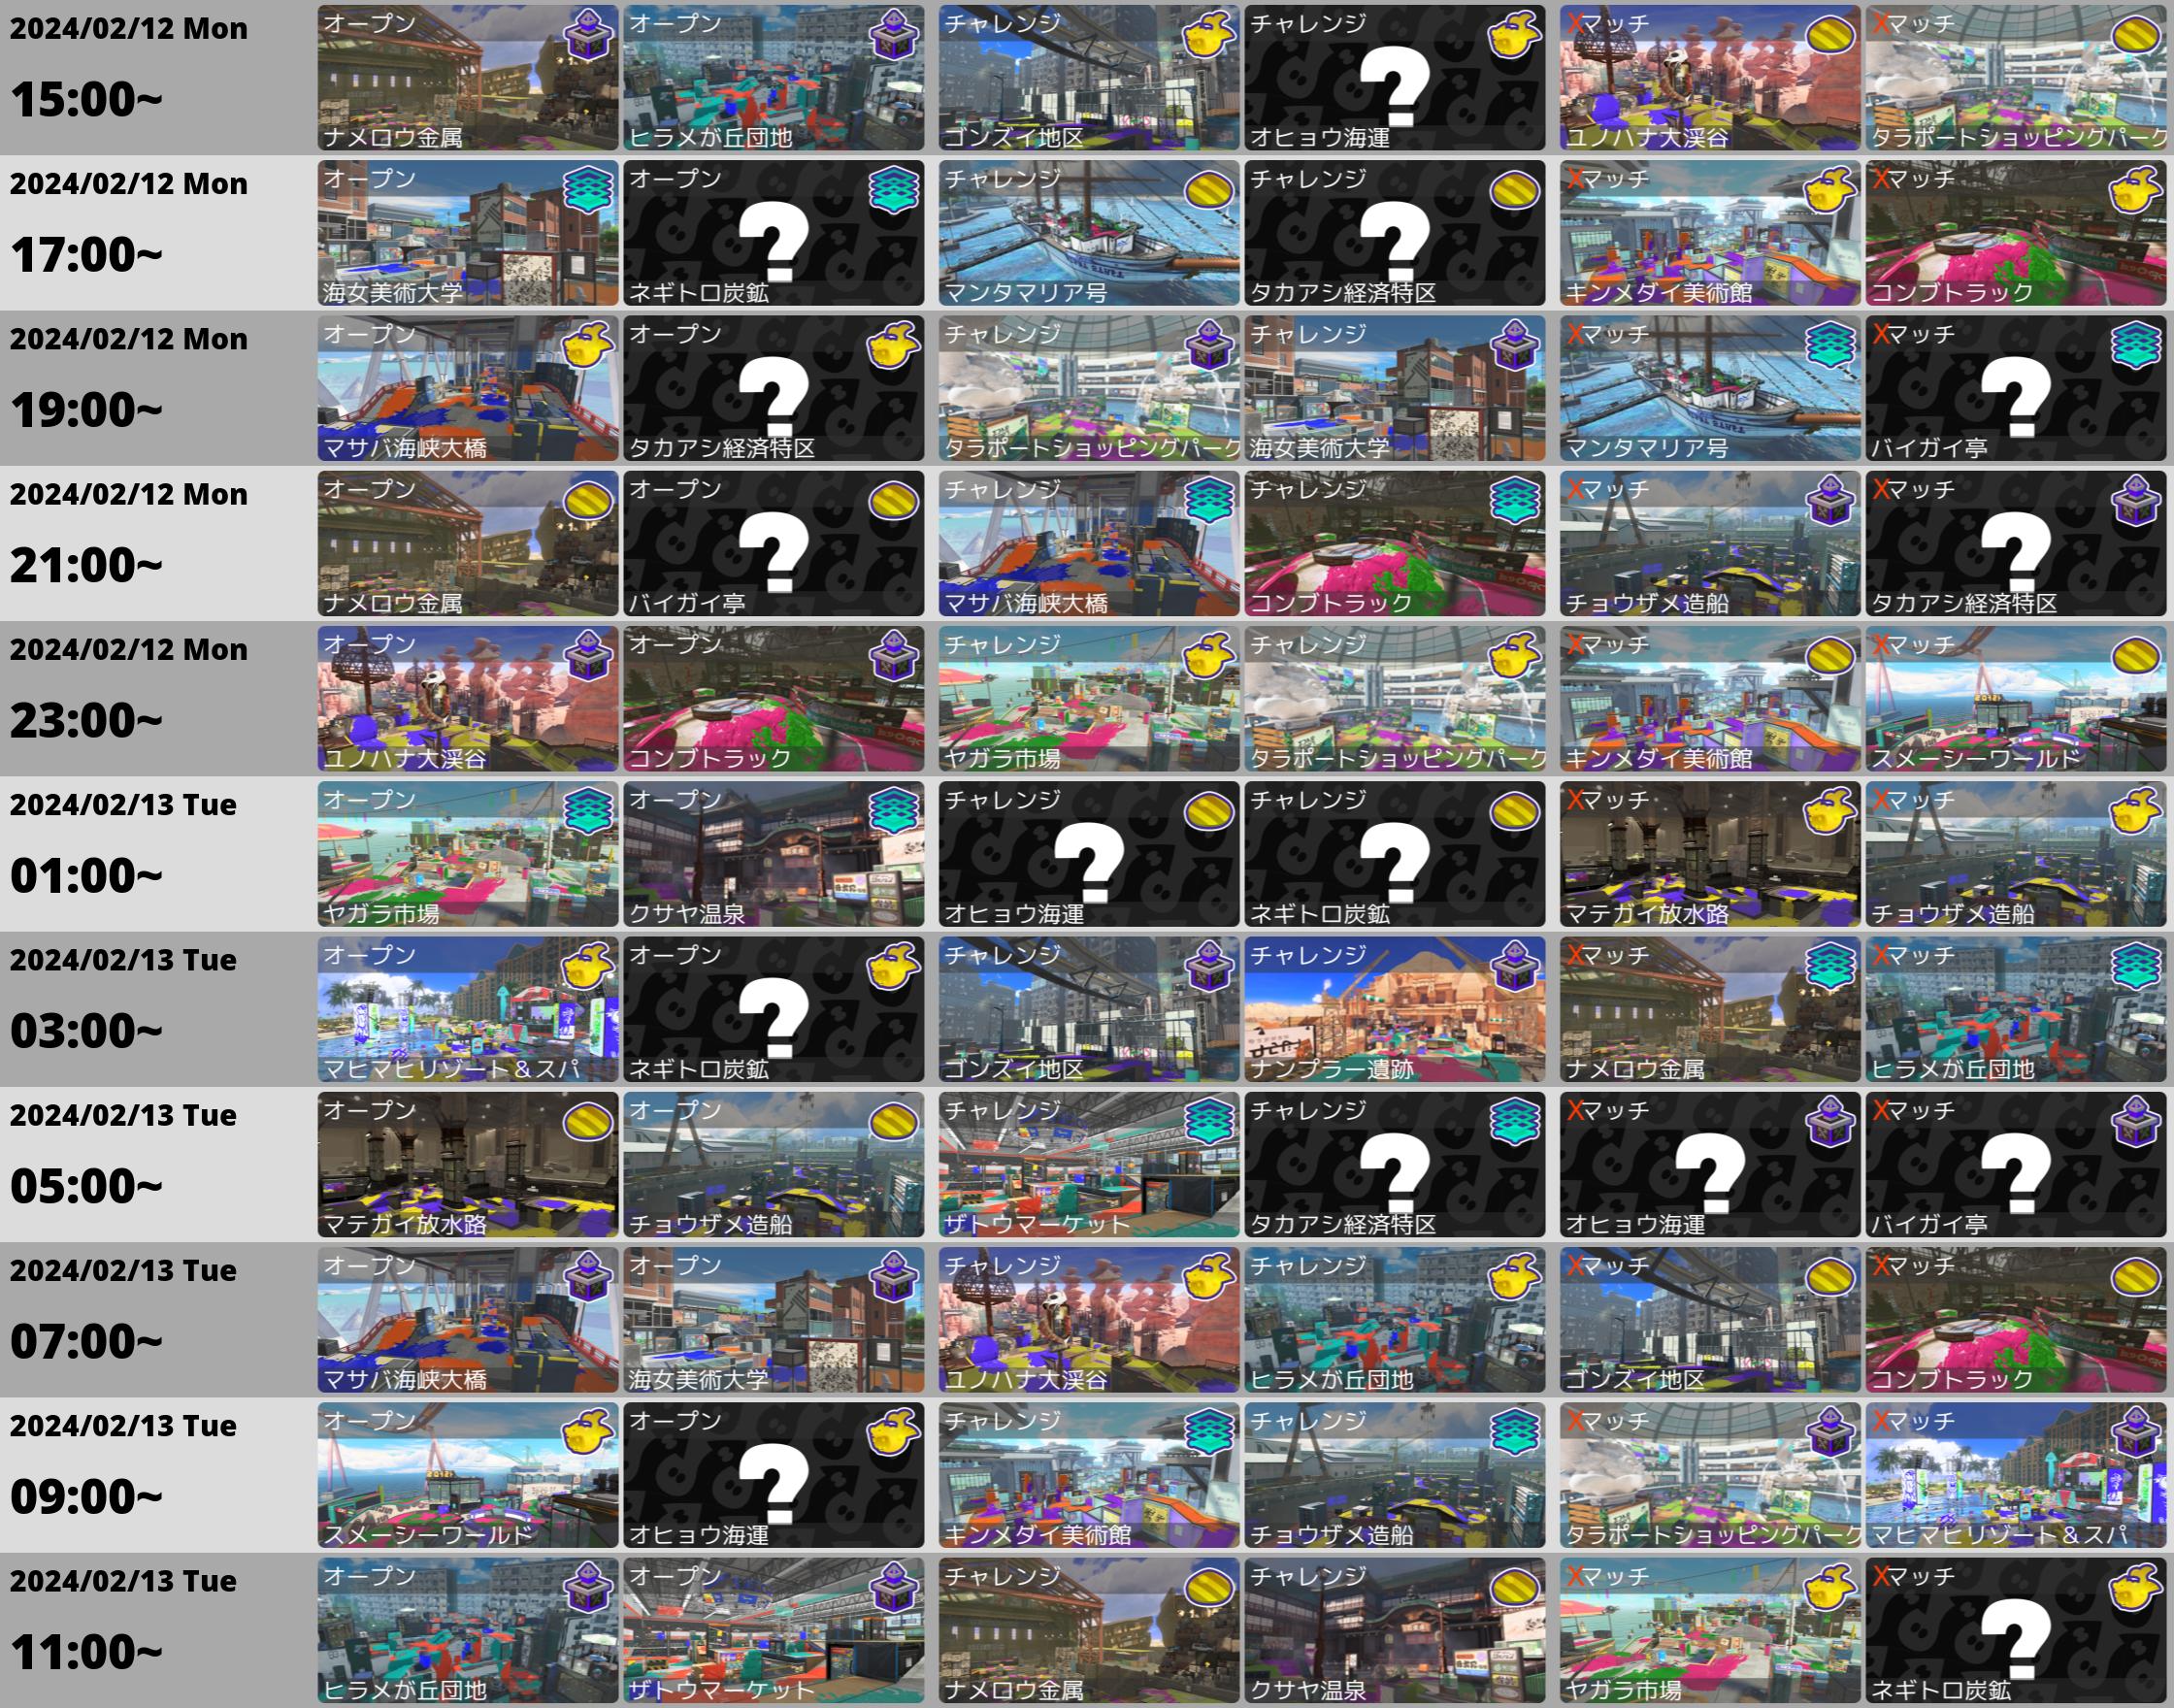 2024/02/12 Mon
15:00~
オープン
ナメロウ金属
オープン
ヒラメが丘団地
チャレンジ
ゴンズイ地区
チャレンジ
?
オヒョウ海運
Xマッチ
ユノハナ大渓谷
Xマッチ
タラポートショッピングパーク
2024/02/12 Mon
17:00~
オープン
海女美術大学
オープン
?
ネギトロ炭鉱
チャレンジ
マンタマリア号
チャレンジ
?
タカアシ経済特区
Xマッチ
キンメダイ美術館
Xマッチ
コンブトラック
2024/02/12 Mon
19:00~
オープン
マサバ海峡大橋
オープン
?
タカアシ経済特区
チャレンジ
タラポートショッピングパーク
チャレンジ
海女美術大学
Xマッチ
マンタマリア号
Xマッチ
?
バイガイ亭
2024/02/12 Mon
21:00~
オープン
ナメロウ金属
オープン
?
バイガイ亭
チャレンジ
マサバ海峡大橋
チャレンジ
コンブトラック
Xマッチ
チョウザメ造船
Xマッチ
?
タカアシ経済特区
2024/02/12 Mon
23:00~
オープン
ユノハナ大渓谷
オープン
コンブトラック
チャレンジ
ヤガラ市場
チャレンジ
タラポートショッピングパーク
Xマッチ
キンメダイ美術館
Xマッチ
スメーシーワールド
2024/02/13 Tue
01:00~
オープン
ヤガラ市場
オープン
クサヤ温泉
チャレンジ
?
オヒョウ海運
チャレンジ
?
ネギトロ炭鉱
Xマッチ
マテガイ放水路
Xマッチ
チョウザメ造船
2024/02/13 Tue
03:00~
オープン
マヒマヒリゾート&スパ
オープン
?
ネギトロ炭鉱
チャレンジ
ゴンズイ地区
チャレンジ
ナンプラー遺跡
Xマッチ
ナメロウ金属
Xマッチ
ヒラメが丘団地
2024/02/13 Tue
05:00~
オープン
マテガイ放水路
オープン
チョウザメ造船
チャレンジ
ザトウマーケット
チャレンジ
?
タカアシ経済特区
Xマッチ
?
オヒョウ海運
Xマッチ
?
バイガイ亭
2024/02/13 Tue
07:00~
オープン
マサバ海峡大橋
オープン
海女美術大学
チャレンジ
ユノハナ大渓谷
チャレンジ
ヒラメが丘団地
Xマッチ
ゴンズイ地区
Xマッチ
コンブトラック
2024/02/13 Tue
09:00~
オープン
スメーシーワールド
オープン
?
オヒョウ海運
チャレンジ
キンメダイ美術館
チャレンジ
チョウザメ造船
Xマッチ
タラポートショッピングパーク
Xマッチ
マヒマヒリゾート&スパ
2024/02/13 Tue
11:00~
オープン
ヒラメが丘団地
オープン
ザトウマーケット
チャレンジ
ナメロウ金属
チャレンジ
クサヤ温泉
Xマッチ
ヤガラ市場
Xマッチ
?
ネギトロ炭鉱